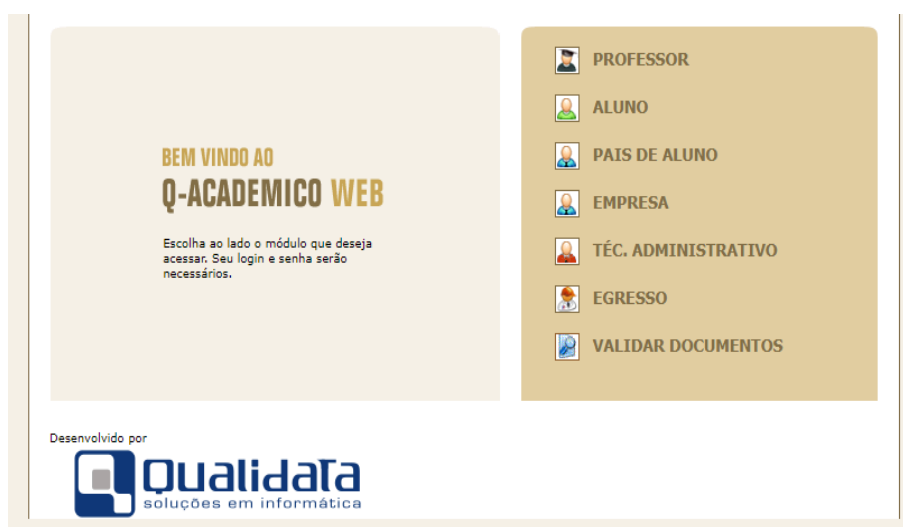 BEM VINDO AO
Q-ACADEMICO WEB
Escolha ao lado o módulo que deseja
acessar. Seu login e senha serão
necessários.
PROFESSOR
ALUNO
PAIS DE ALUNO
EMPRESA
TÉC. ADMINISTRATIVO
EGRESSO
VALIDAR DOCUMENTOS
Desenvolvido por
Qualidata
soluções em informática